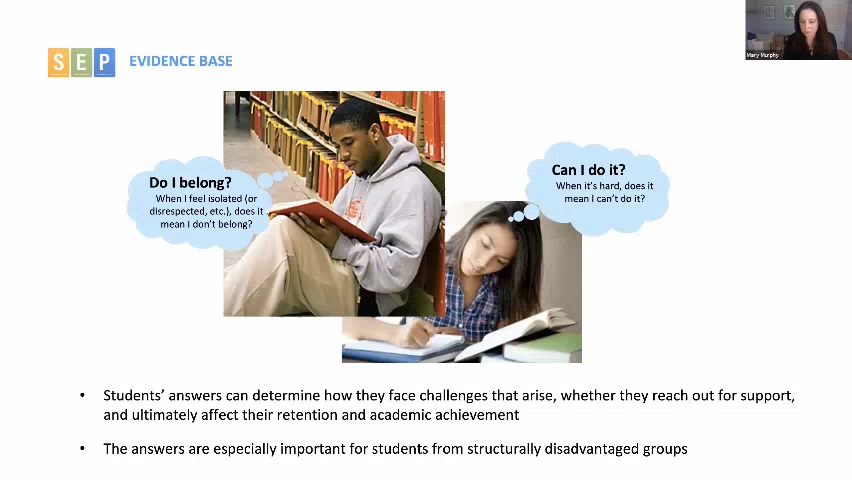 Mary Murphy
SEP EVIDENCE BASE
Do I belong?
When I feel isolated (or
disrespected, etc.), does it
mean I don't belong?
Can I do it?
When it's hard, does it
mean I can't do it?
• Students' answers can determine how they face challenges that arise, whether they reach out for support,
and ultimately affect their retention and academic achievement
• The answers are especially important for students from structurally disadvantaged groups